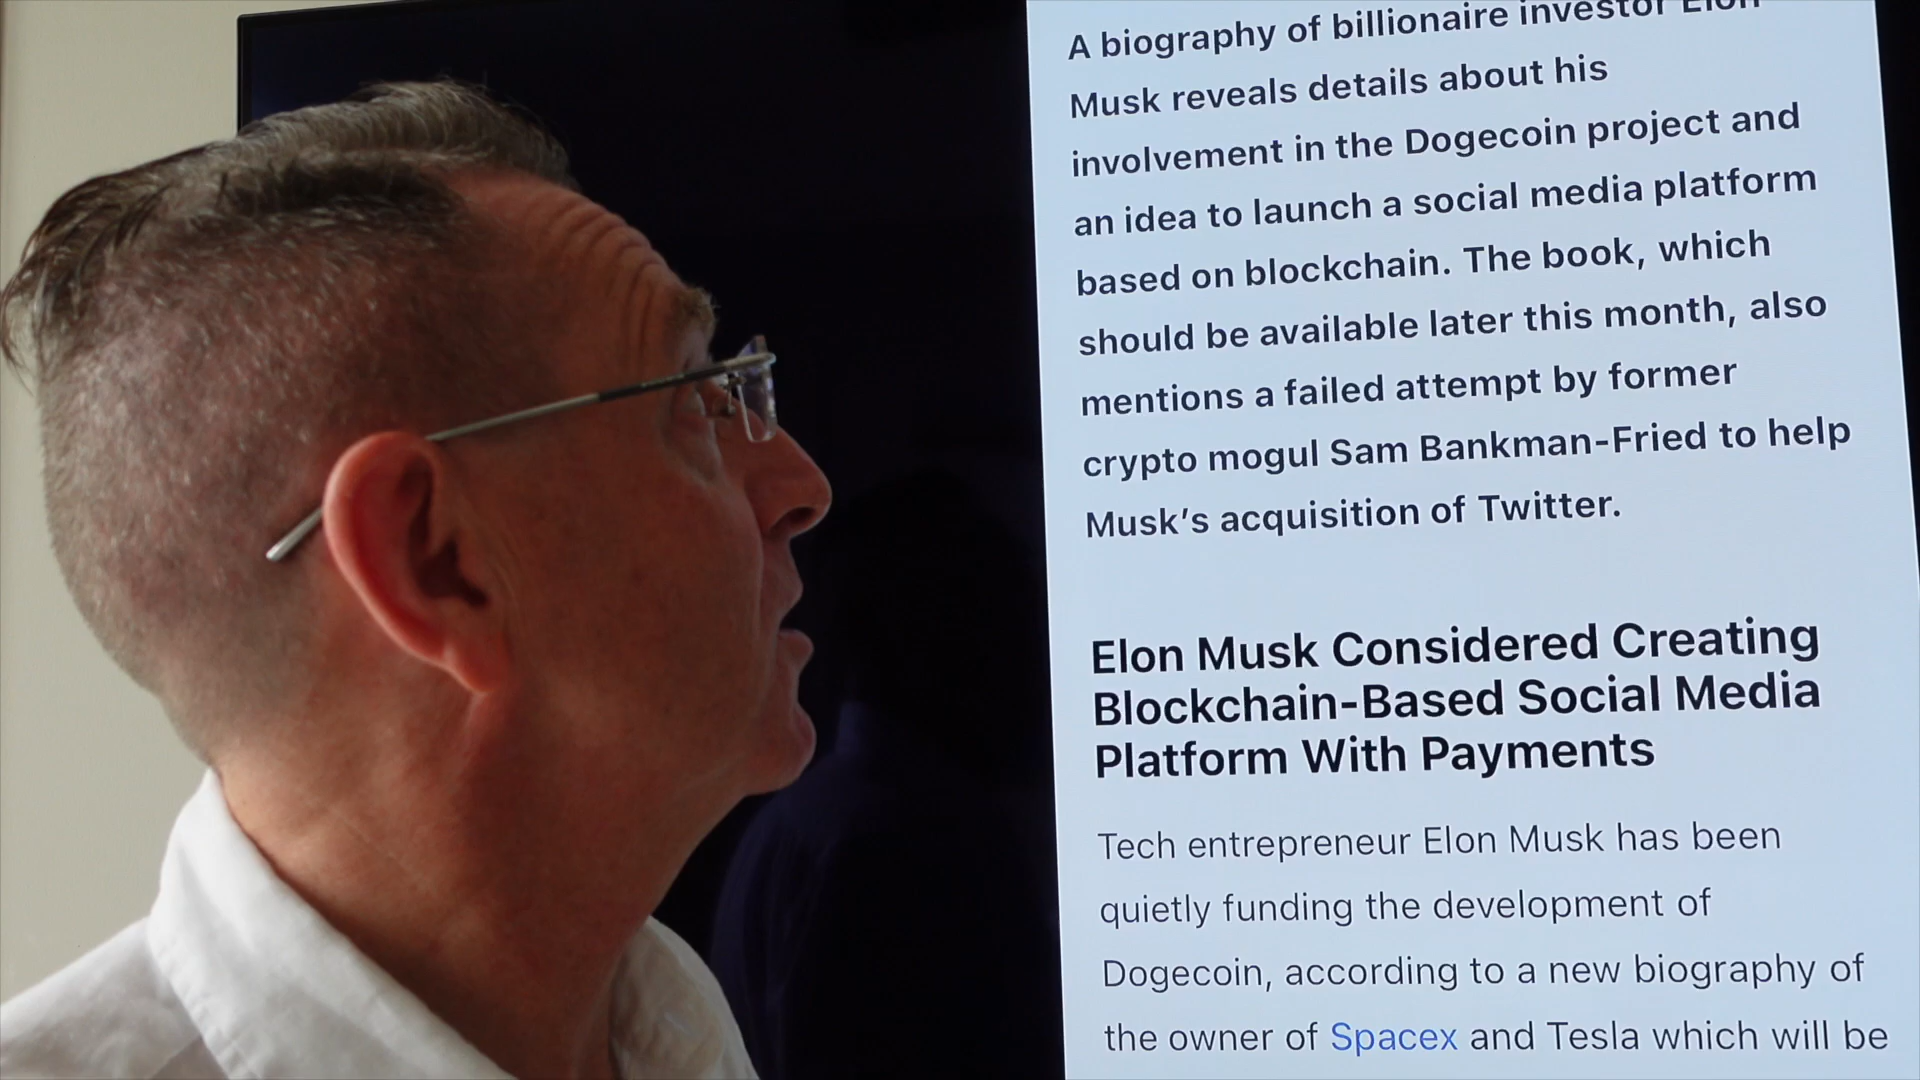 A biography of billionaire investor Elon
Musk reveals details about his
involvement in the Dogecoin project and
an idea to launch a social media platform
based on blockchain. The book, which
should be available later this month, also
mentions a failed attempt by former
crypto mogul Sam Bankman-Fried to help
Musk’s acquisition of Twitter.
Elon Musk Considered Creating
Blockchain-Based Social Media
Platform With Payments
Tech entrepreneur Elon Musk has been
quietly funding the development of
Dogecoin, according to a new biography of
the owner of Spacex and Tesla which will be